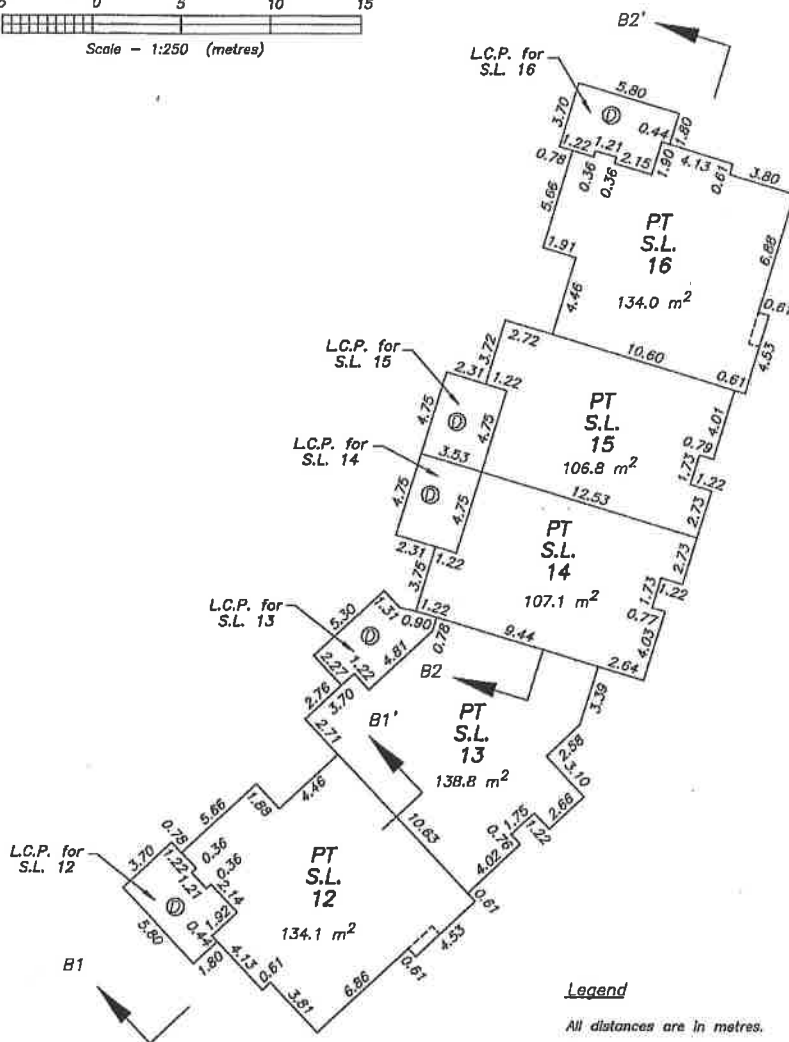 5 0 5 15
Scale - 1:250 (metres)
B2'
L.C.P. for
S.L. 16
5.80
3.70
D
0.44
1.80
1.22
1.21
2.15
1.90
4.13
0.61
3.80
0.78
0.36
0.36
5.66
1.91
4.46
PT
S.L.
16
134.0 m²
6.88
0.61
4.53
2.72
10.60
0.61
L.C.P. for
S.L. 15
3.72
2.31
1.22
4.75
D
4.75
3.53
PT
S.L.
15
106.8 m²
4.01
0.79
1.73
1.22
2.73
L.C.P. for
S.L. 14
12.53
4.75
D
4.75
2.31
1.22
3.75
PT
S.L.
14
107.1 m²
2.73
1.22
1.73
0.77
4.03
2.64
L.C.P. for
S.L. 13
5.30
1.31
1.22
0.90
0.78
9.44
D
1.22
4.81
2.27
2.76
3.70
2.71
B2
B1'
PT
S.L.
13
138.8 m²
3.39
2.58
3.10
2.66
1.22
1.75
0.76
4.02
10.63
0.61
4.46
1.88
5.66
0.78
L.C.P. for
S.L. 12
3.70
1.22
0.36
0.36
1.21
2.14
D
1.92
0.44
5.80
1.80
PT
S.L.
12
134.1 m²
4.13
0.61
3.81
6.86
0.61
4.53
B1
Legend
All distances are in metres.